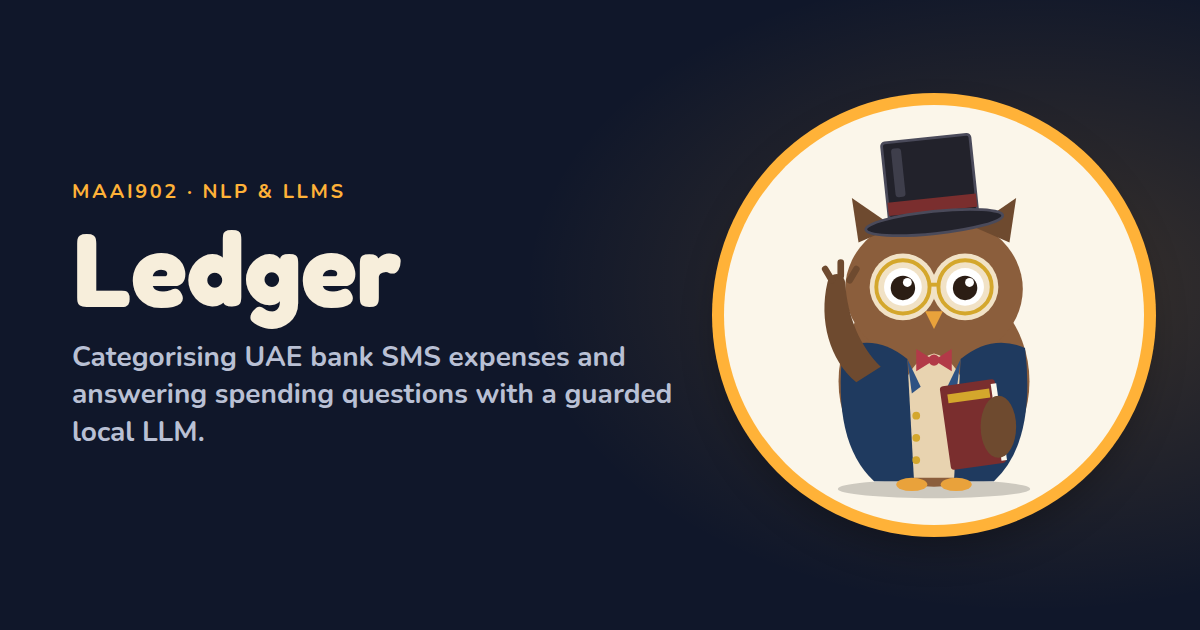 MAAI902 · NLP & LLMS
Ledger
Categorising UAE bank SMS expenses and
answering spending questions with a guarded
local LLM.